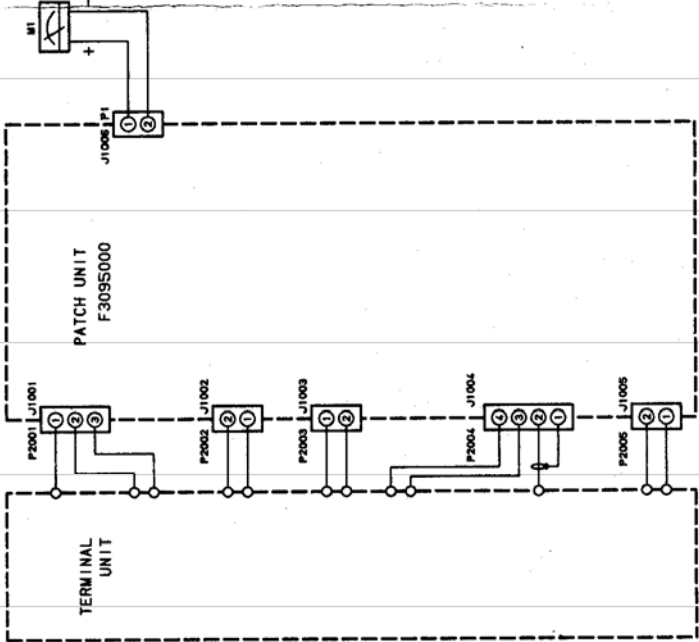 M1
+
P1
J1006
1
2
PATCH UNIT
F3095000
J1001
J1002
J1003
J1004
J1005
1
2
3
2
1
1
2
4
3
2
1
2
1
P2001
P2002
P2003
P2004
P2005
TERMINAL
UNIT